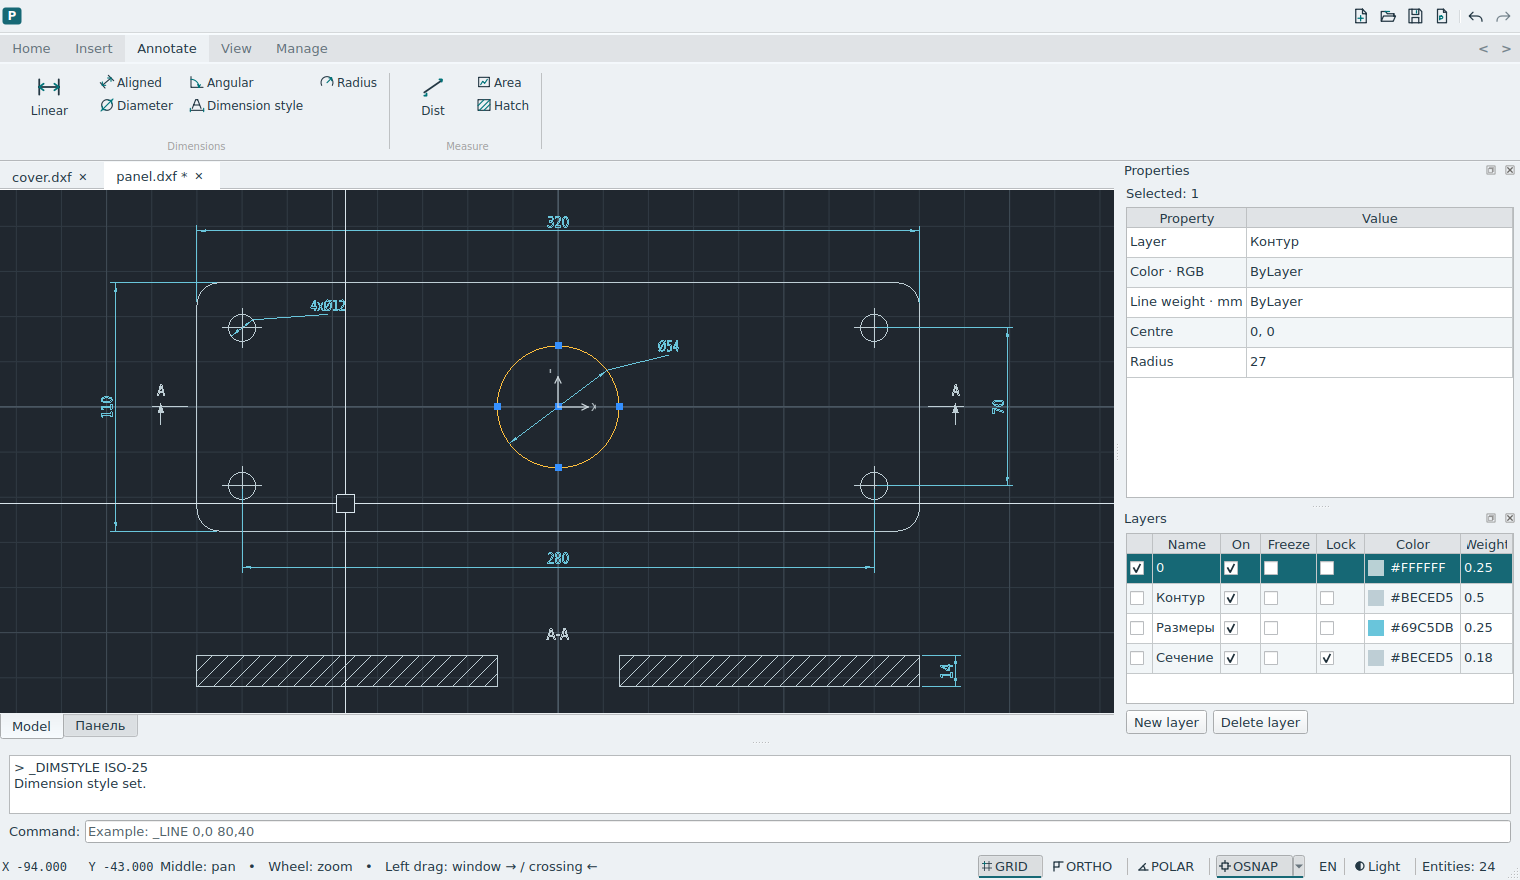 P
Home Insert Annotate View Manage < >
Linear Aligned Angular Radius Dist Area
Diameter Dimension style Hatch
Dimensions Measure
cover.dxf × panel.dxf * ×
320
4xØ12
Ø54
A A
110 70
X
280
A-A
14
Model Панель
Properties
Selected: 1
Property Value
Layer Контур
Color · RGB ByLayer
Line weight · mm ByLayer
Centre 0, 0
Radius 27
Layers
Name On Freeze Lock Color Weight
0 #FFFFFF 0.25
Контур #BECED5 0.5
Размеры #69C5DB 0.25
Сечение #BECED5 0.18
New layer Delete layer
> _DIMSTYLE ISO-25
Dimension style set.
Command: Example: _LINE 0,0 80,40
X -94.000 Y -43.000 Middle: pan • Wheel: zoom • Left drag: window → / crossing ← GRID ORTHO POLAR OSNAP EN Light Entities: 24